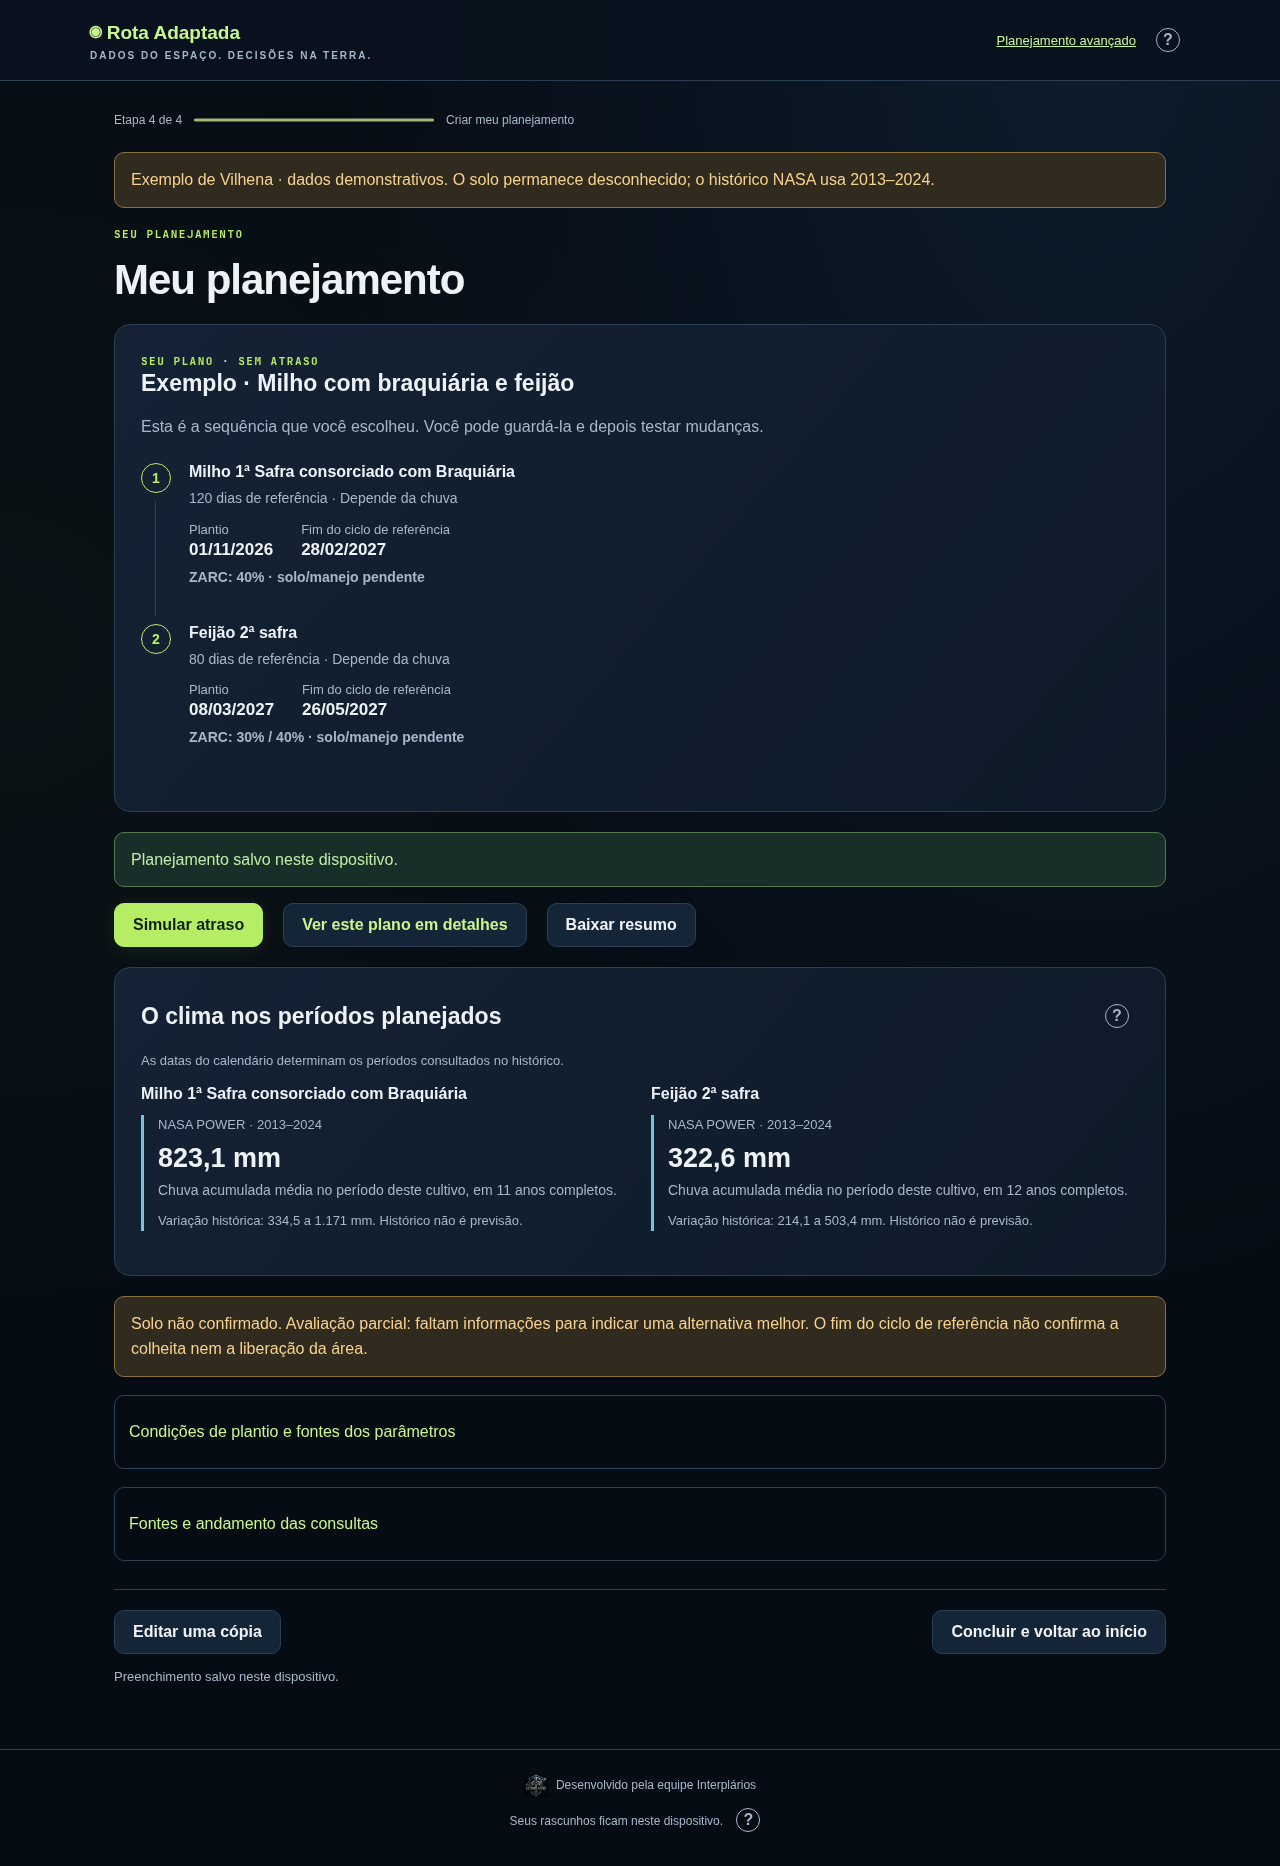 Rota Adaptada
DADOS DO ESPAÇO. DECISÕES NA TERRA.
Planejamento avançado
?
Etapa 4 de 4
Criar meu planejamento
Exemplo de Vilhena · dados demonstrativos. O solo permanece desconhecido; o histórico NASA usa 2013–2024.
SEU PLANEJAMENTO
Meu planejamento
SEU PLANO · SEM ATRASO
Exemplo · Milho com braquiária e feijão
Esta é a sequência que você escolheu. Você pode guardá-la e depois testar mudanças.
1
Milho 1ª Safra consorciado com Braquiária
120 dias de referência · Depende da chuva
Plantio
Fim do ciclo de referência
01/11/2026
28/02/2027
ZARC: 40% · solo/manejo pendente
2
Feijão 2ª safra
80 dias de referência · Depende da chuva
Plantio
Fim do ciclo de referência
08/03/2027
26/05/2027
ZARC: 30% / 40% · solo/manejo pendente
Planejamento salvo neste dispositivo.
Simular atraso
Ver este plano em detalhes
Baixar resumo
O clima nos períodos planejados
?
As datas do calendário determinam os períodos consultados no histórico.
Milho 1ª Safra consorciado com Braquiária
NASA POWER · 2013–2024
823,1 mm
Chuva acumulada média no período deste cultivo, em 11 anos completos.
Variação histórica: 334,5 a 1.171 mm. Histórico não é previsão.
Feijão 2ª safra
NASA POWER · 2013–2024
322,6 mm
Chuva acumulada média no período deste cultivo, em 12 anos completos.
Variação histórica: 214,1 a 503,4 mm. Histórico não é previsão.
Solo não confirmado. Avaliação parcial: faltam informações para indicar uma alternativa melhor. O fim do ciclo de referência não confirma a
colheita nem a liberação da área.
Condições de plantio e fontes dos parâmetros
Fontes e andamento das consultas
Editar uma cópia
Concluir e voltar ao início
Preenchimento salvo neste dispositivo.
Desenvolvido pela equipe Interplários
Seus rascunhos ficam neste dispositivo.
?